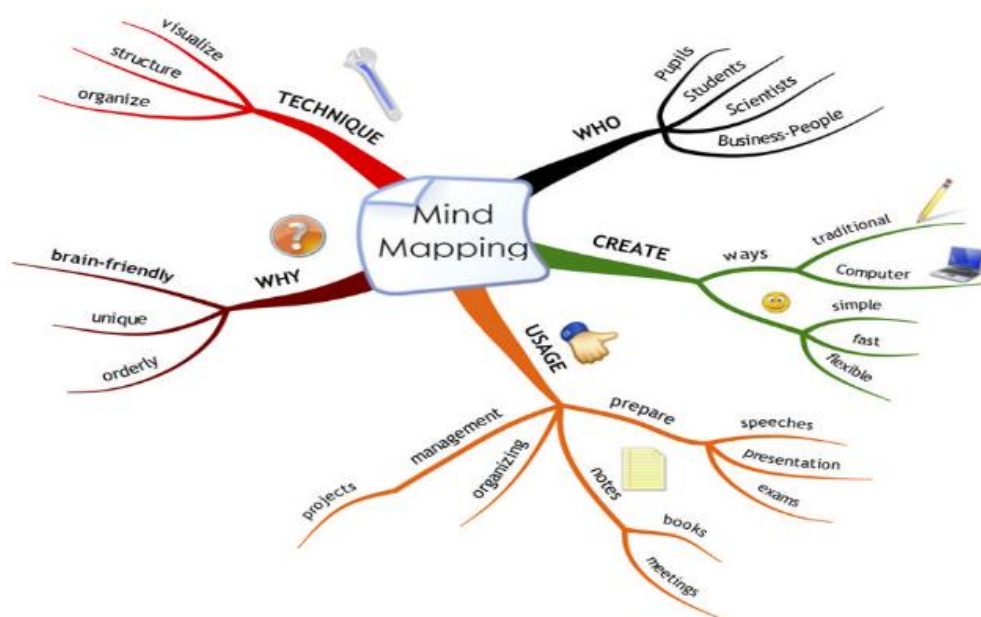 Mind
Mapping
TECHNIQUE
visualize
structure
organize
WHO
Pupils
Students
Scientists
Business-People
CREATE
ways
traditional
Computer
simple
fast
flexible
USAGE
prepare
speeches
presentation
exams
notes
books
meetings
organizing
management
projects
WHY
brain-friendly
unique
orderly
?